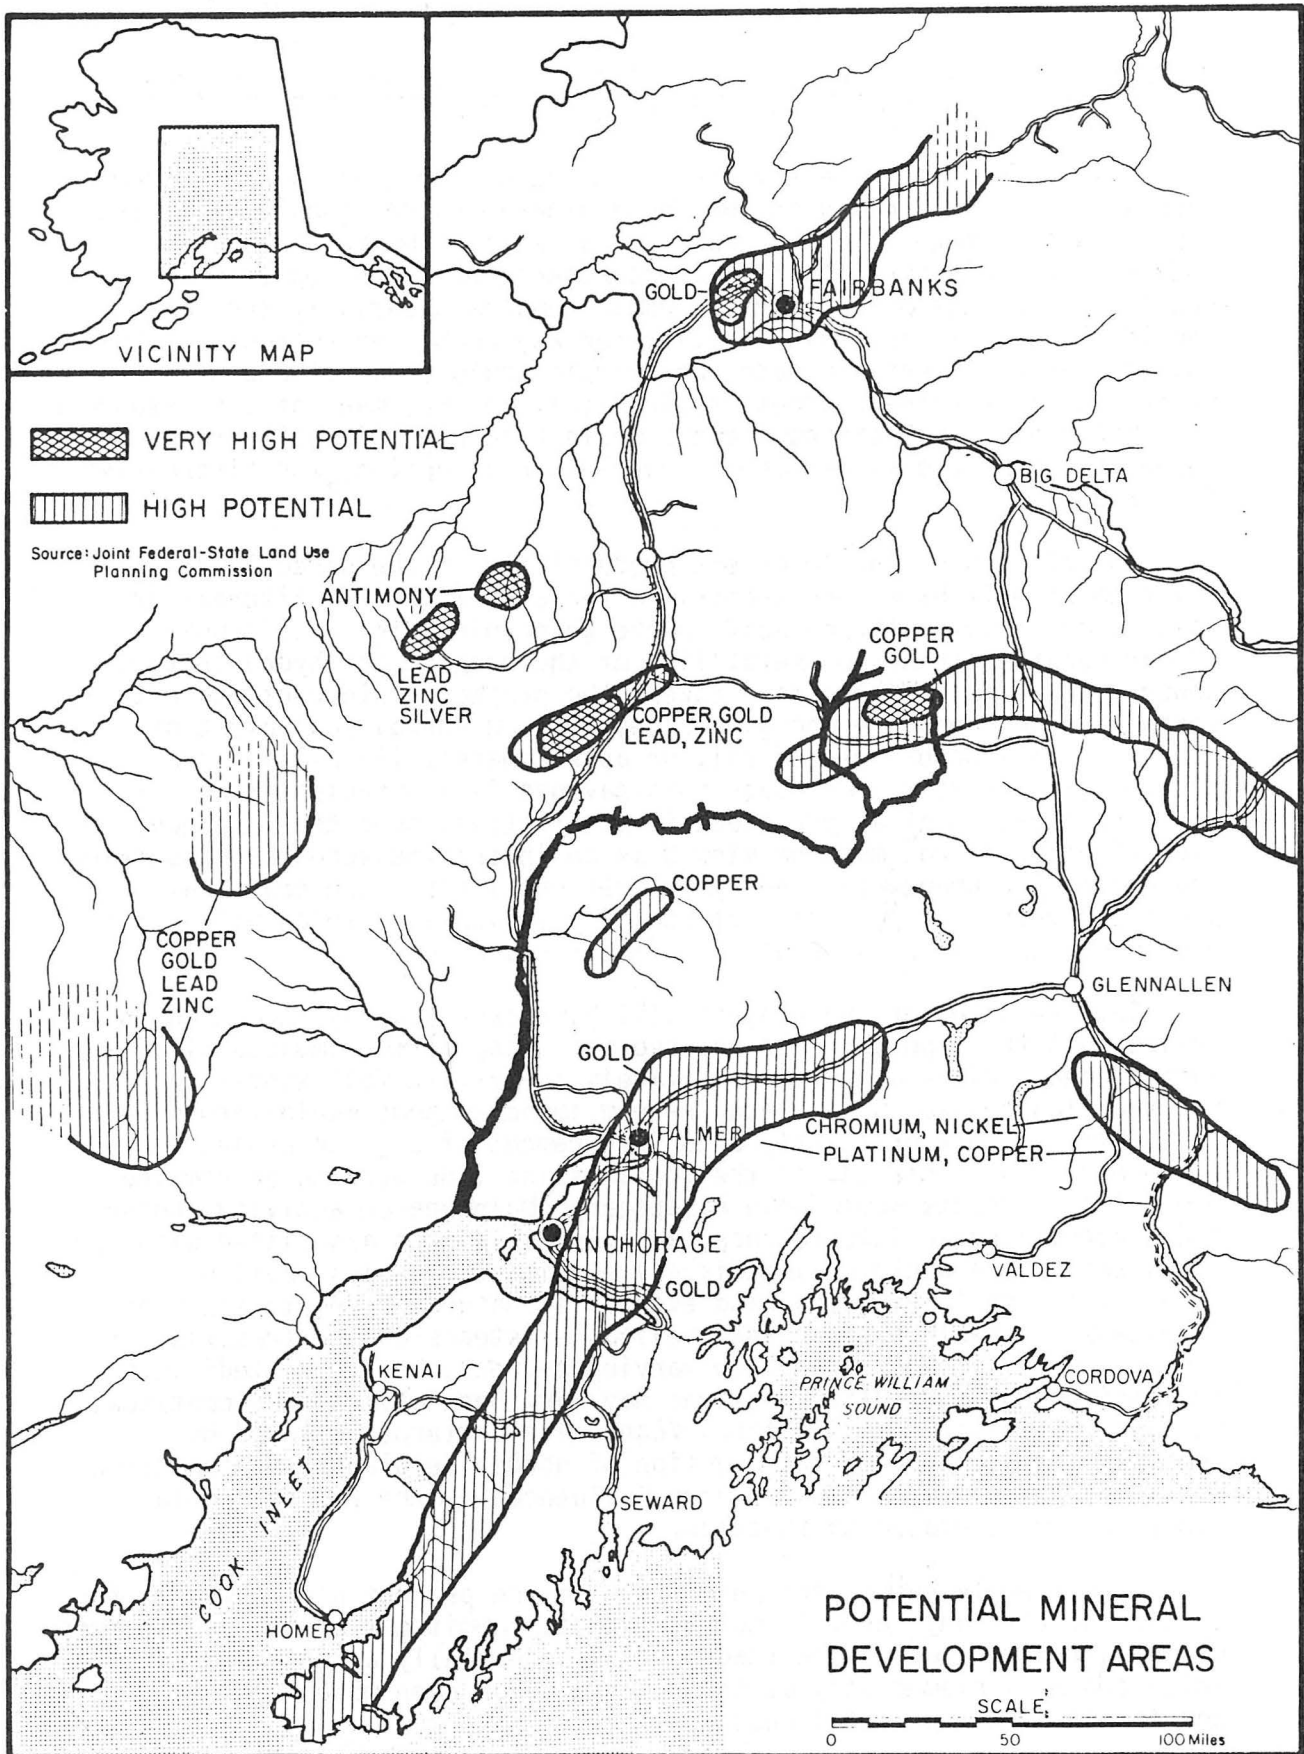 VICINITY MAP
VERY HIGH POTENTIAL
HIGH POTENTIAL
Source: Joint Federal-State Land Use
Planning Commission
GOLD
FAIRBANKS
BIG DELTA
ANTIMONY
LEAD
ZINC
SILVER
COPPER
GOLD
COPPER, GOLD
LEAD, ZINC
COPPER
COPPER
GOLD
LEAD
ZINC
GLENNALLEN
GOLD
PALMER
CHROMIUM, NICKEL
PLATINUM, COPPER
ANCHORAGE
VALDEZ
GOLD
KENAI
PRINCE WILLIAM
SOUND
CORDOVA
COOK INLET
SEWARD
HOMER
POTENTIAL MINERAL
DEVELOPMENT AREAS
SCALE
0 50 100 Miles